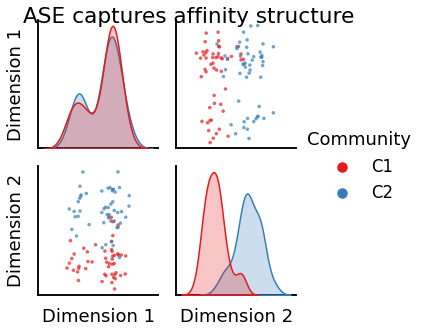 ASE captures affinity structure
Dimension 1
Community
C1
C2
Dimension 2
Dimension 1
Dimension 2